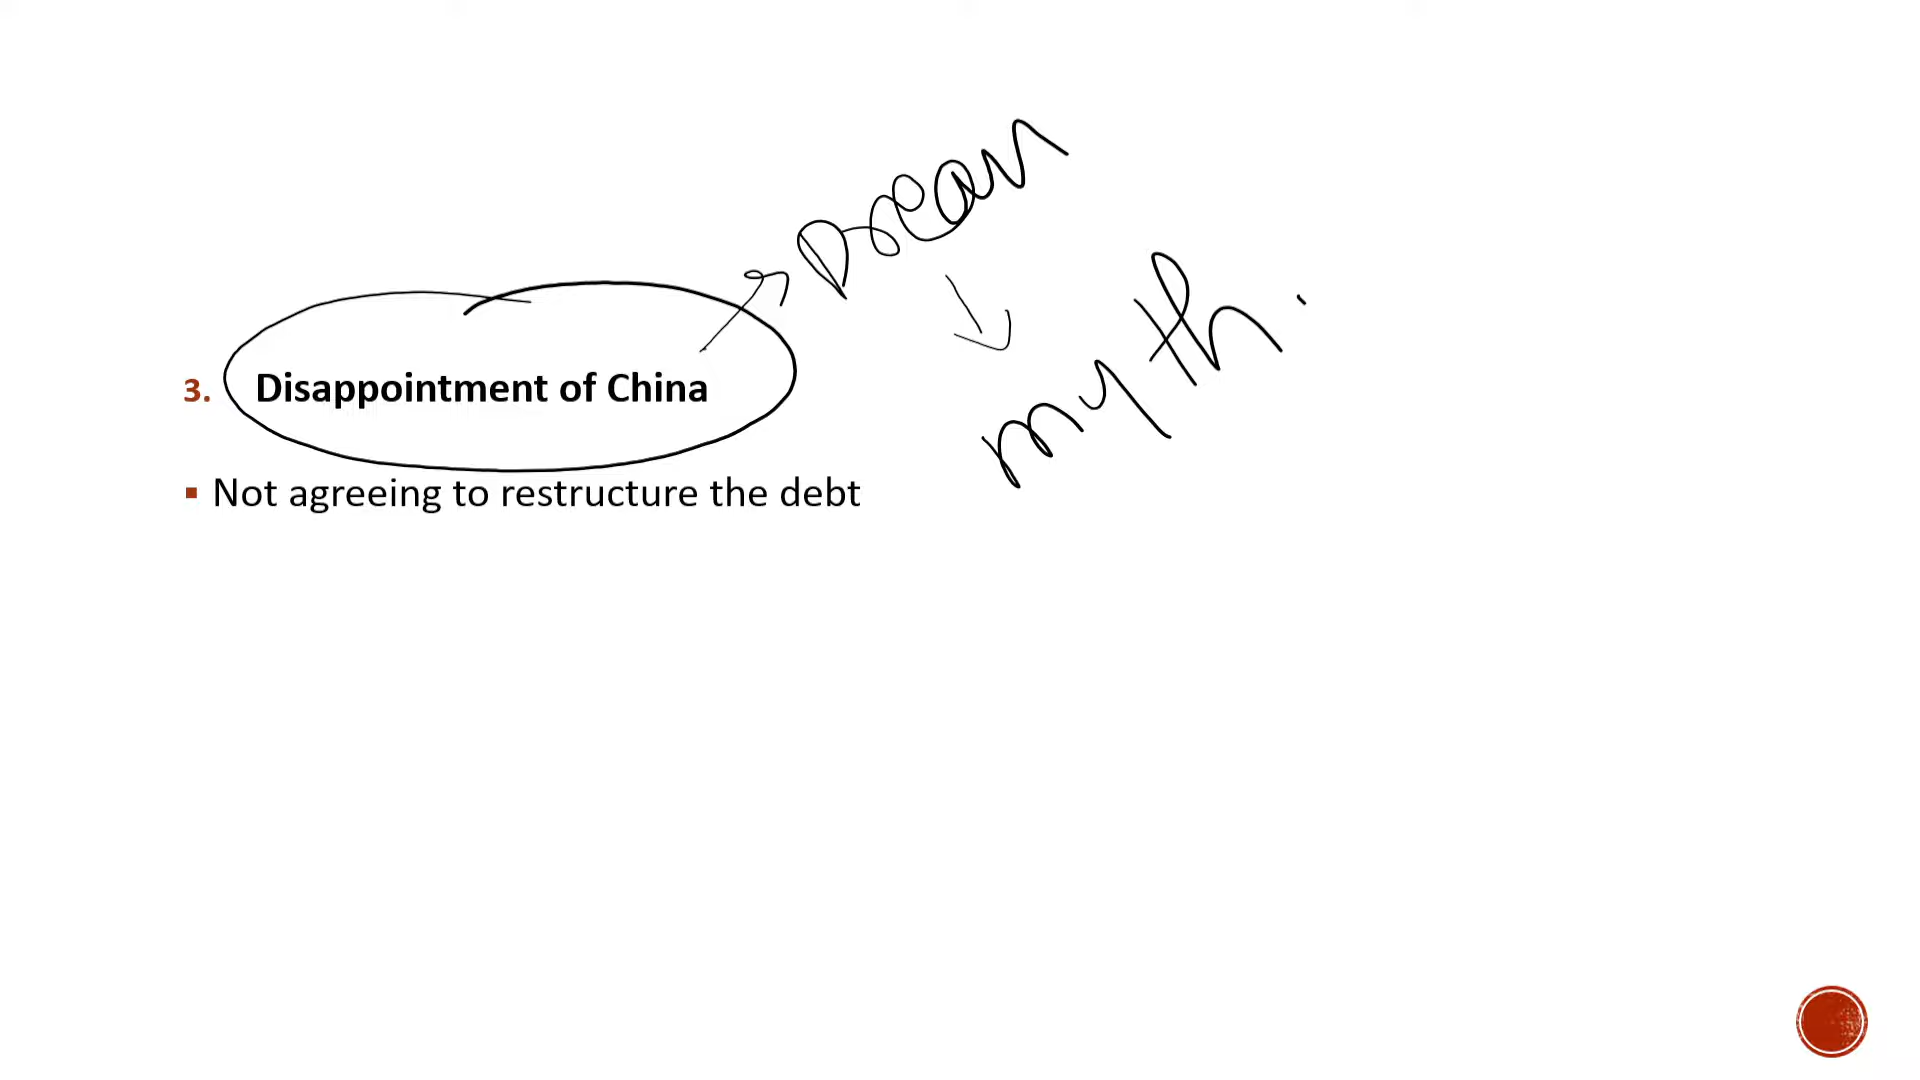 Dream
myth.
3. Disappointment of China
▪ Not agreeing to restructure the debt